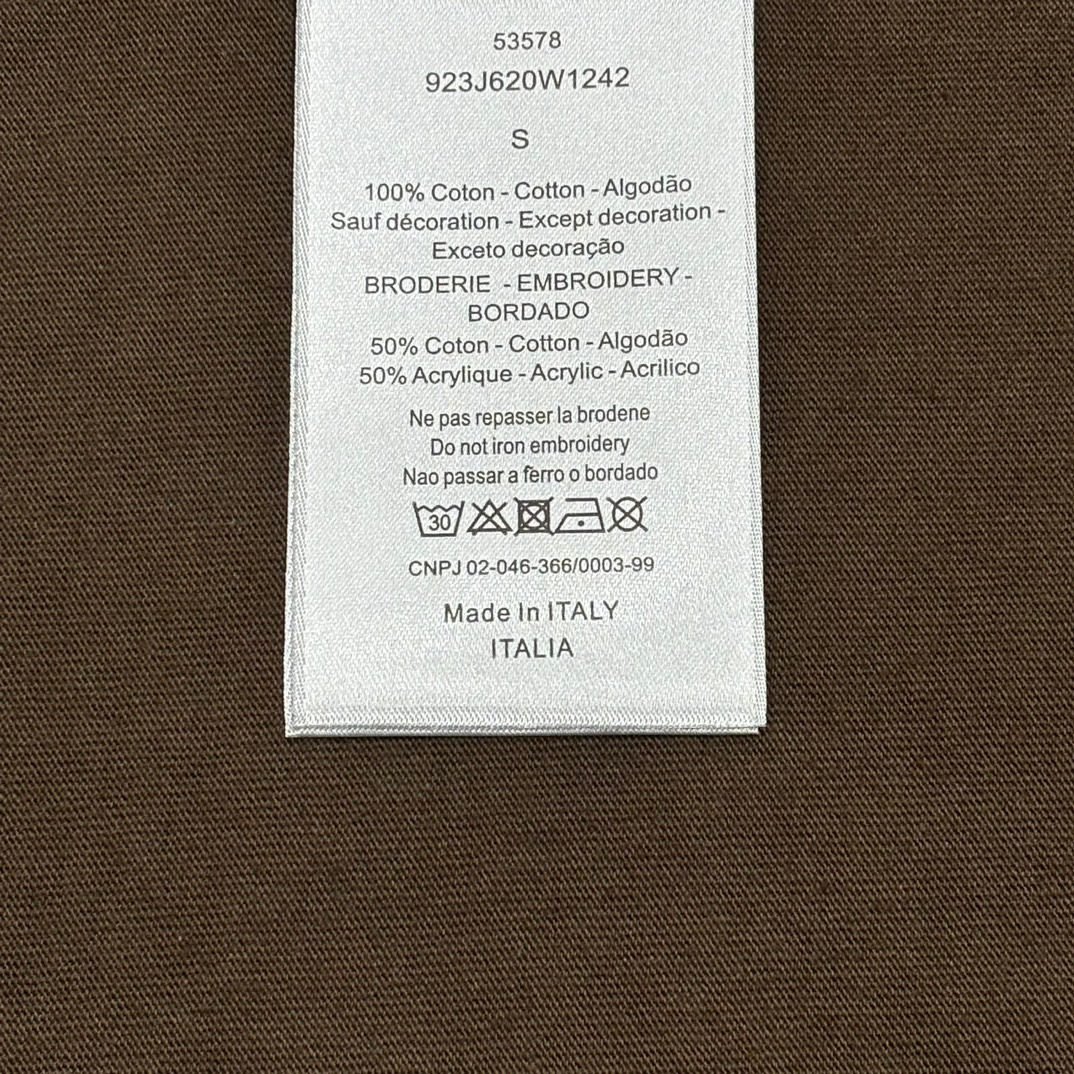 53578
923J620W1242
S
100% Coton - Cotton - Algodão
Sauf décoration - Except decoration -
Exceto decoração
BRODERIE - EMBROIDERY -
BORDADO
50% Coton - Cotton - Algodão
50% Acrylique - Acrylic - Acrilico
Ne pas repasser la brodene
Do not iron embroidery
Nao passar a ferro o bordado
30
CNPJ 02-046-366/0003-99
Made In ITALY
ITALIA